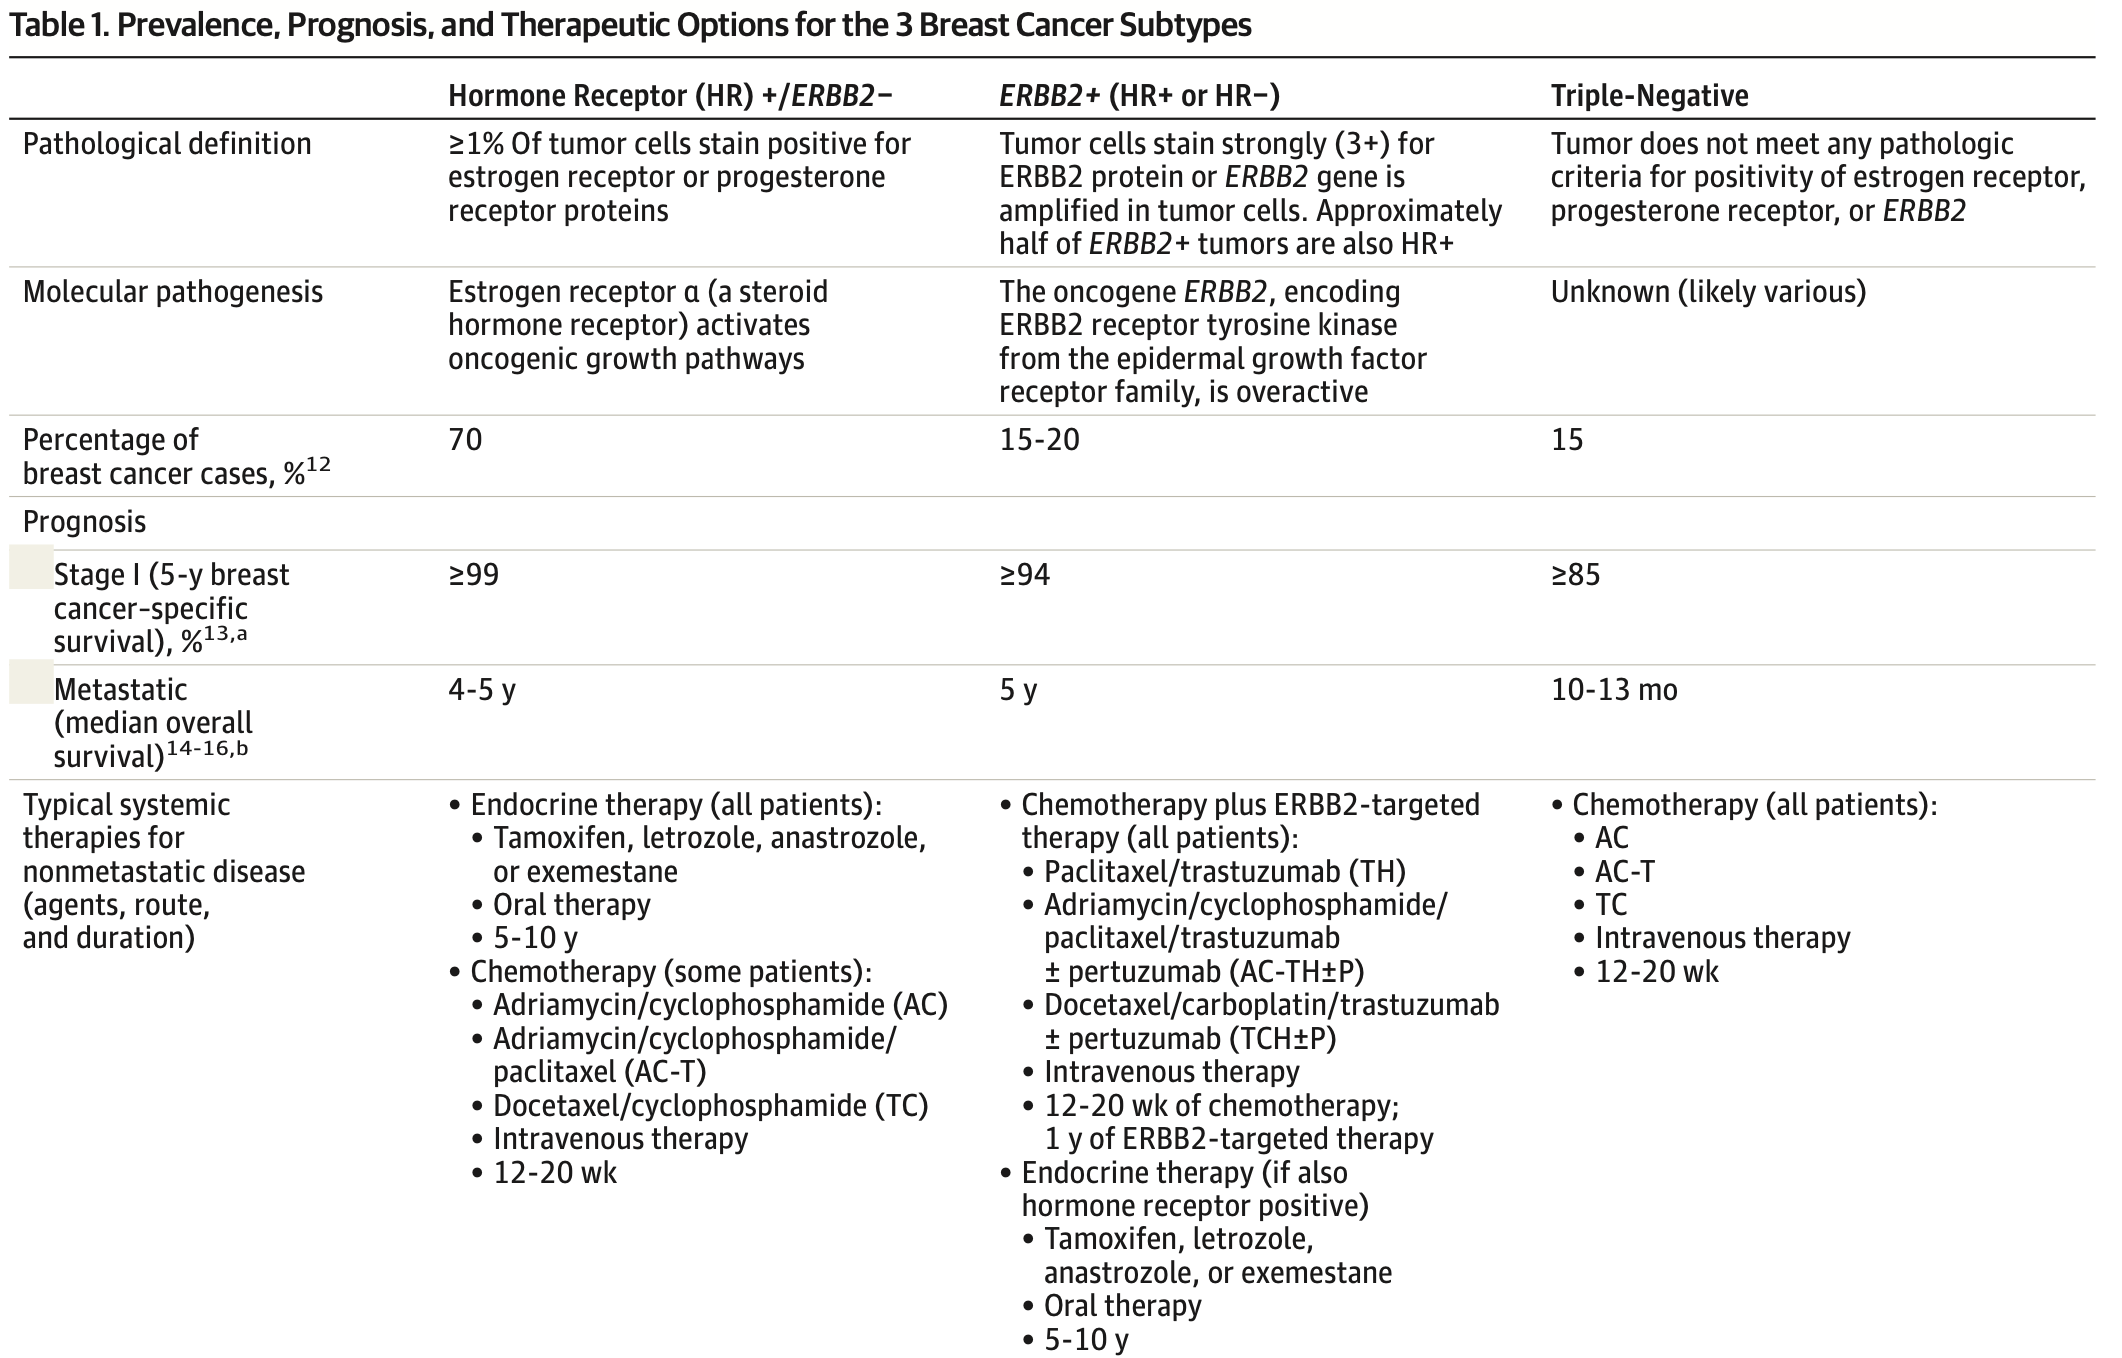 Table 1. Prevalence, Prognosis, and Therapeutic Options for the 3 Breast Cancer Subtypes
Hormone Receptor (HR) +/ERBB2−
ERBB2+ (HR+ or HR−)
Triple-Negative
Pathological definition
≥1% Of tumor cells stain positive for
estrogen receptor or progesterone
receptor proteins
Tumor cells stain strongly (3+) for
ERBB2 protein or ERBB2 gene is
amplified in tumor cells. Approximately
half of ERBB2+ tumors are also HR+
Tumor does not meet any pathologic
criteria for positivity of estrogen receptor,
progesterone receptor, or ERBB2
Molecular pathogenesis
Estrogen receptor α (a steroid
hormone receptor) activates
oncogenic growth pathways
The oncogene ERBB2, encoding
ERBB2 receptor tyrosine kinase
from the epidermal growth factor
receptor family, is overactive
Unknown (likely various)
Percentage of
breast cancer cases, %12
70
15-20
15
Prognosis
Stage I (5-y breast
cancer-specific
survival), %13,a
≥99
≥94
≥85
Metastatic
(median overall
survival)14-16,b
4-5 y
5 y
10-13 mo
Typical systemic
therapies for
nonmetastatic disease
(agents, route,
and duration)
• Endocrine therapy (all patients):
• Tamoxifen, letrozole, anastrozole,
or exemestane
• Oral therapy
• 5-10 y
• Chemotherapy (some patients):
• Adriamycin/cyclophosphamide (AC)
• Adriamycin/cyclophosphamide/
paclitaxel (AC-T)
• Docetaxel/cyclophosphamide (TC)
• Intravenous therapy
• 12-20 wk
• Chemotherapy plus ERBB2-targeted
therapy (all patients):
• Paclitaxel/trastuzumab (TH)
• Adriamycin/cyclophosphamide/
paclitaxel/trastuzumab
± pertuzumab (AC-TH±P)
• Docetaxel/carboplatin/trastuzumab
± pertuzumab (TCH±P)
• Intravenous therapy
• 12-20 wk of chemotherapy;
1 y of ERBB2-targeted therapy
• Endocrine therapy (if also
hormone receptor positive)
• Tamoxifen, letrozole,
anastrozole, or exemestane
• Oral therapy
• 5-10 y
• Chemotherapy (all patients):
• AC
• AC-T
• TC
• Intravenous therapy
• 12-20 wk